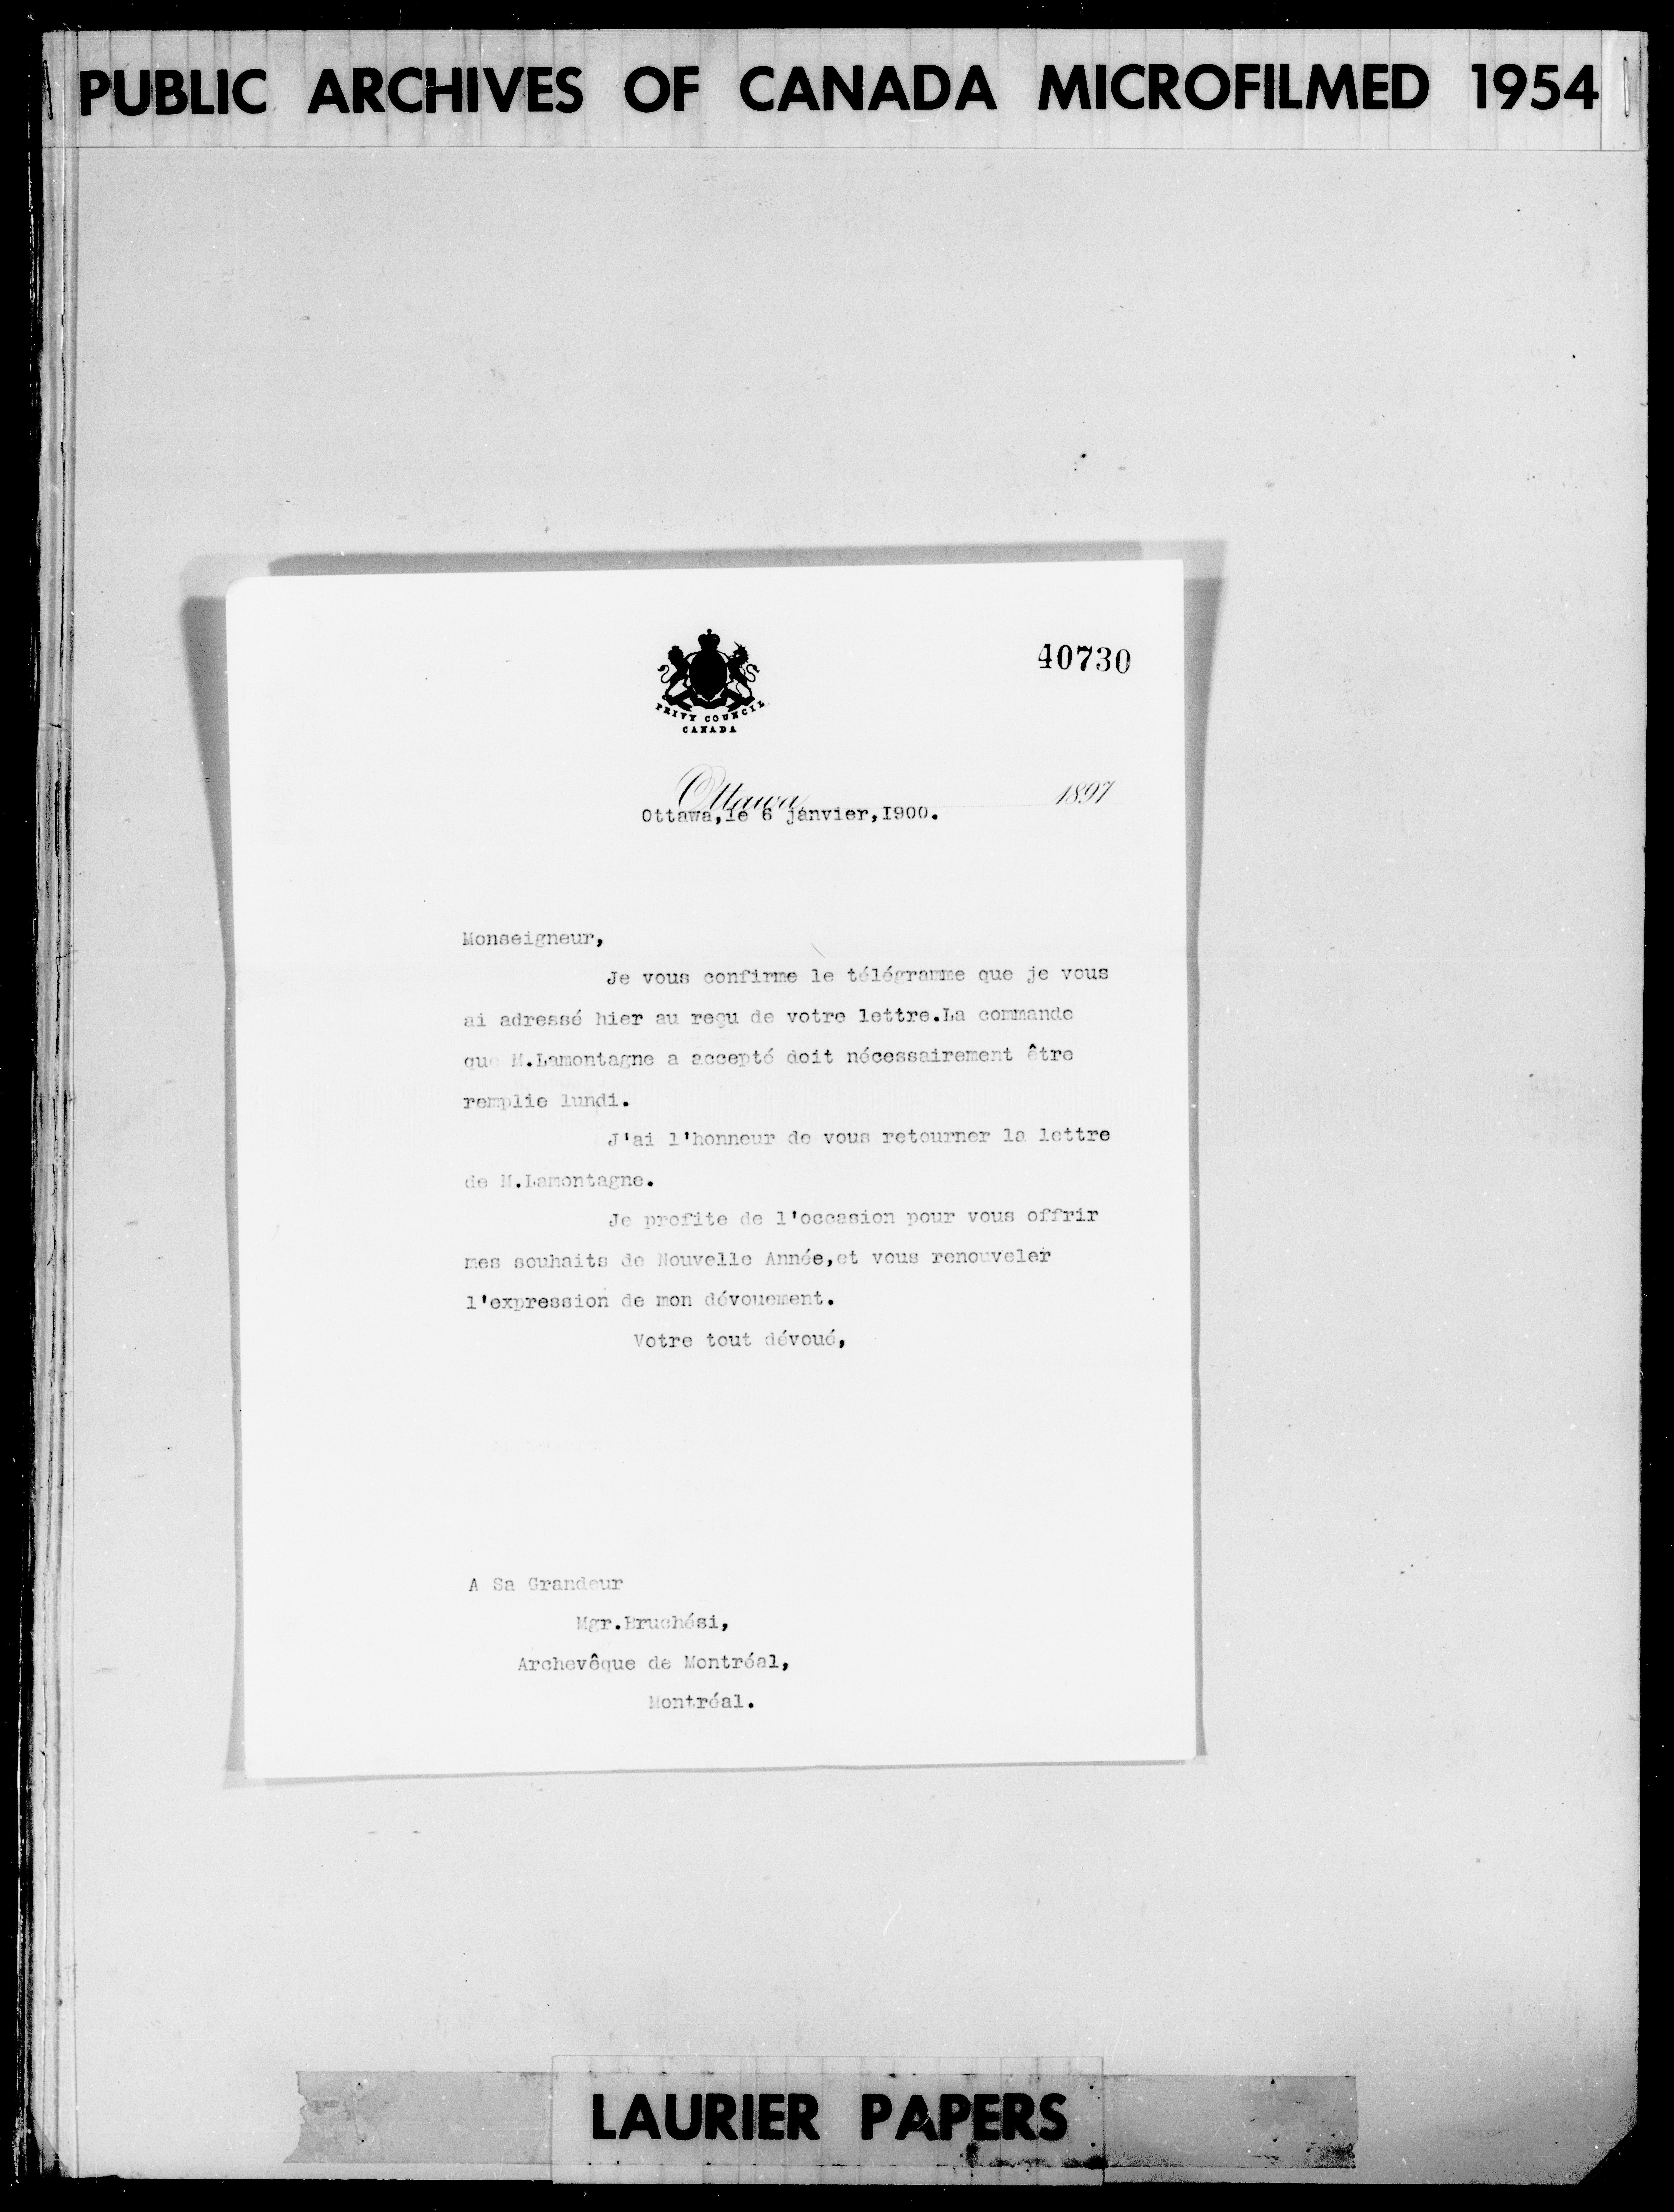 PUBLIC ARCHIVES OF CANADA MICROFILMED 1954
40730
PRIVY COUNCIL
CANADA
Ottawa 1897
Ottawa,le 6 janvier,I900.
Monseigneur,
Je vous confirme le télégramme que je vous
ai adressé hier au reçu de votre lettre.La commande
que M.Lamontagne a accepté doit nécessairement être
remplie lundi.
J'ai l'honneur de vous retourner la lettre
de M.Lamontagne.
Je profite de l'occasion pour vous offrir
mes souhaits de Nouvelle Année,et vous renouveler
l'expression de mon dévouement.
Votre tout dévoué,
A Sa Grandeur
Mgr.Bruchési,
Archevêque de Montréal,
Montréal.
LAURIER PAPERS